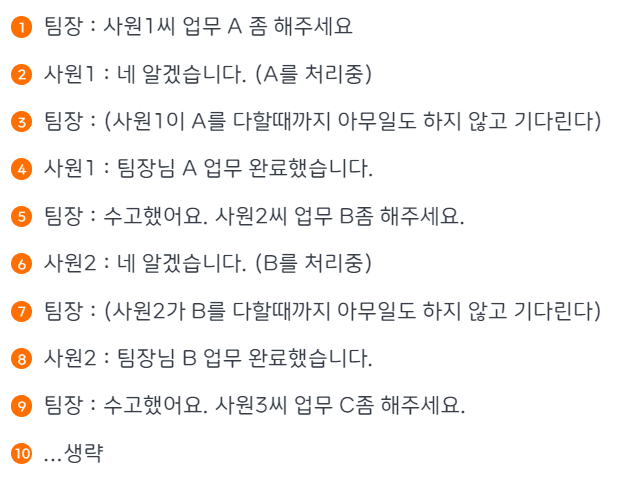 1 팀장 : 사원1씨 업무 A 좀 해주세요
2 사원1 : 네 알겠습니다. (A를 처리중)
3 팀장 : (사원1이 A를 다할때까지 아무일도 하지 않고 기다린다)
4 사원1 : 팀장님 A 업무 완료했습니다.
5 팀장 : 수고했어요. 사원2씨 업무 B좀 해주세요.
6 사원2 : 네 알겠습니다. (B를 처리중)
7 팀장 : (사원2가 B를 다할때까지 아무일도 하지 않고 기다린다)
8 사원2 : 팀장님 B 업무 완료했습니다.
9 팀장 : 수고했어요. 사원3씨 업무 C좀 해주세요.
10 ...생략